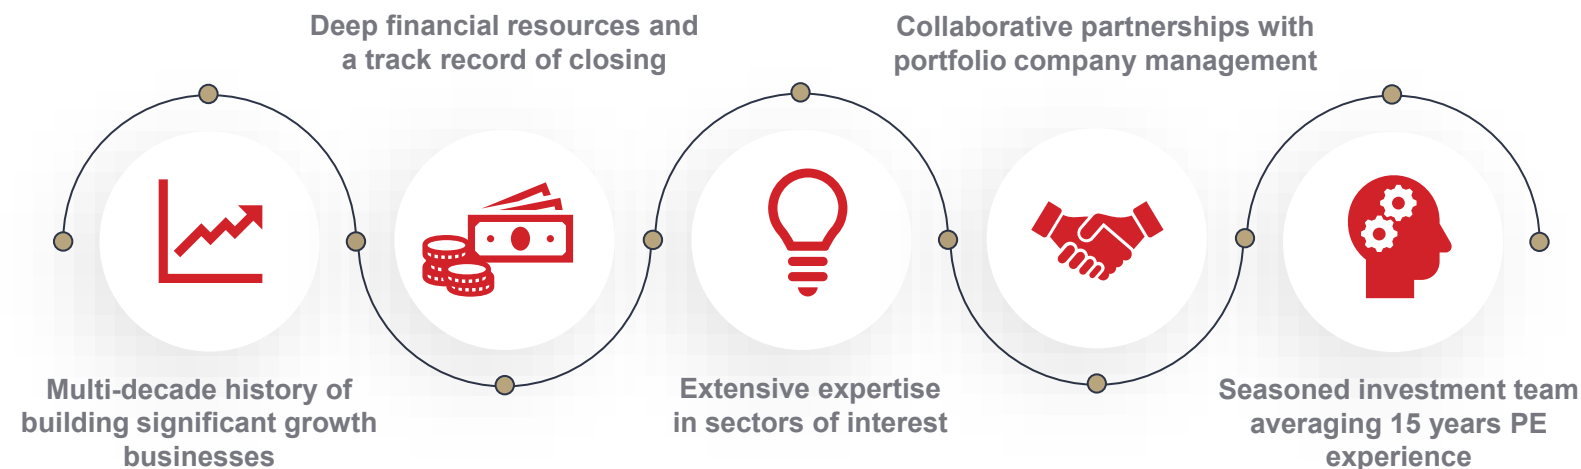 Deep financial resources and
a track record of closing
Collaborative partnerships with
portfolio company management
Multi-decade history of
building significant growth
businesses
Extensive expertise
in sectors of interest
Seasoned investment team
averaging 15 years PE
experience